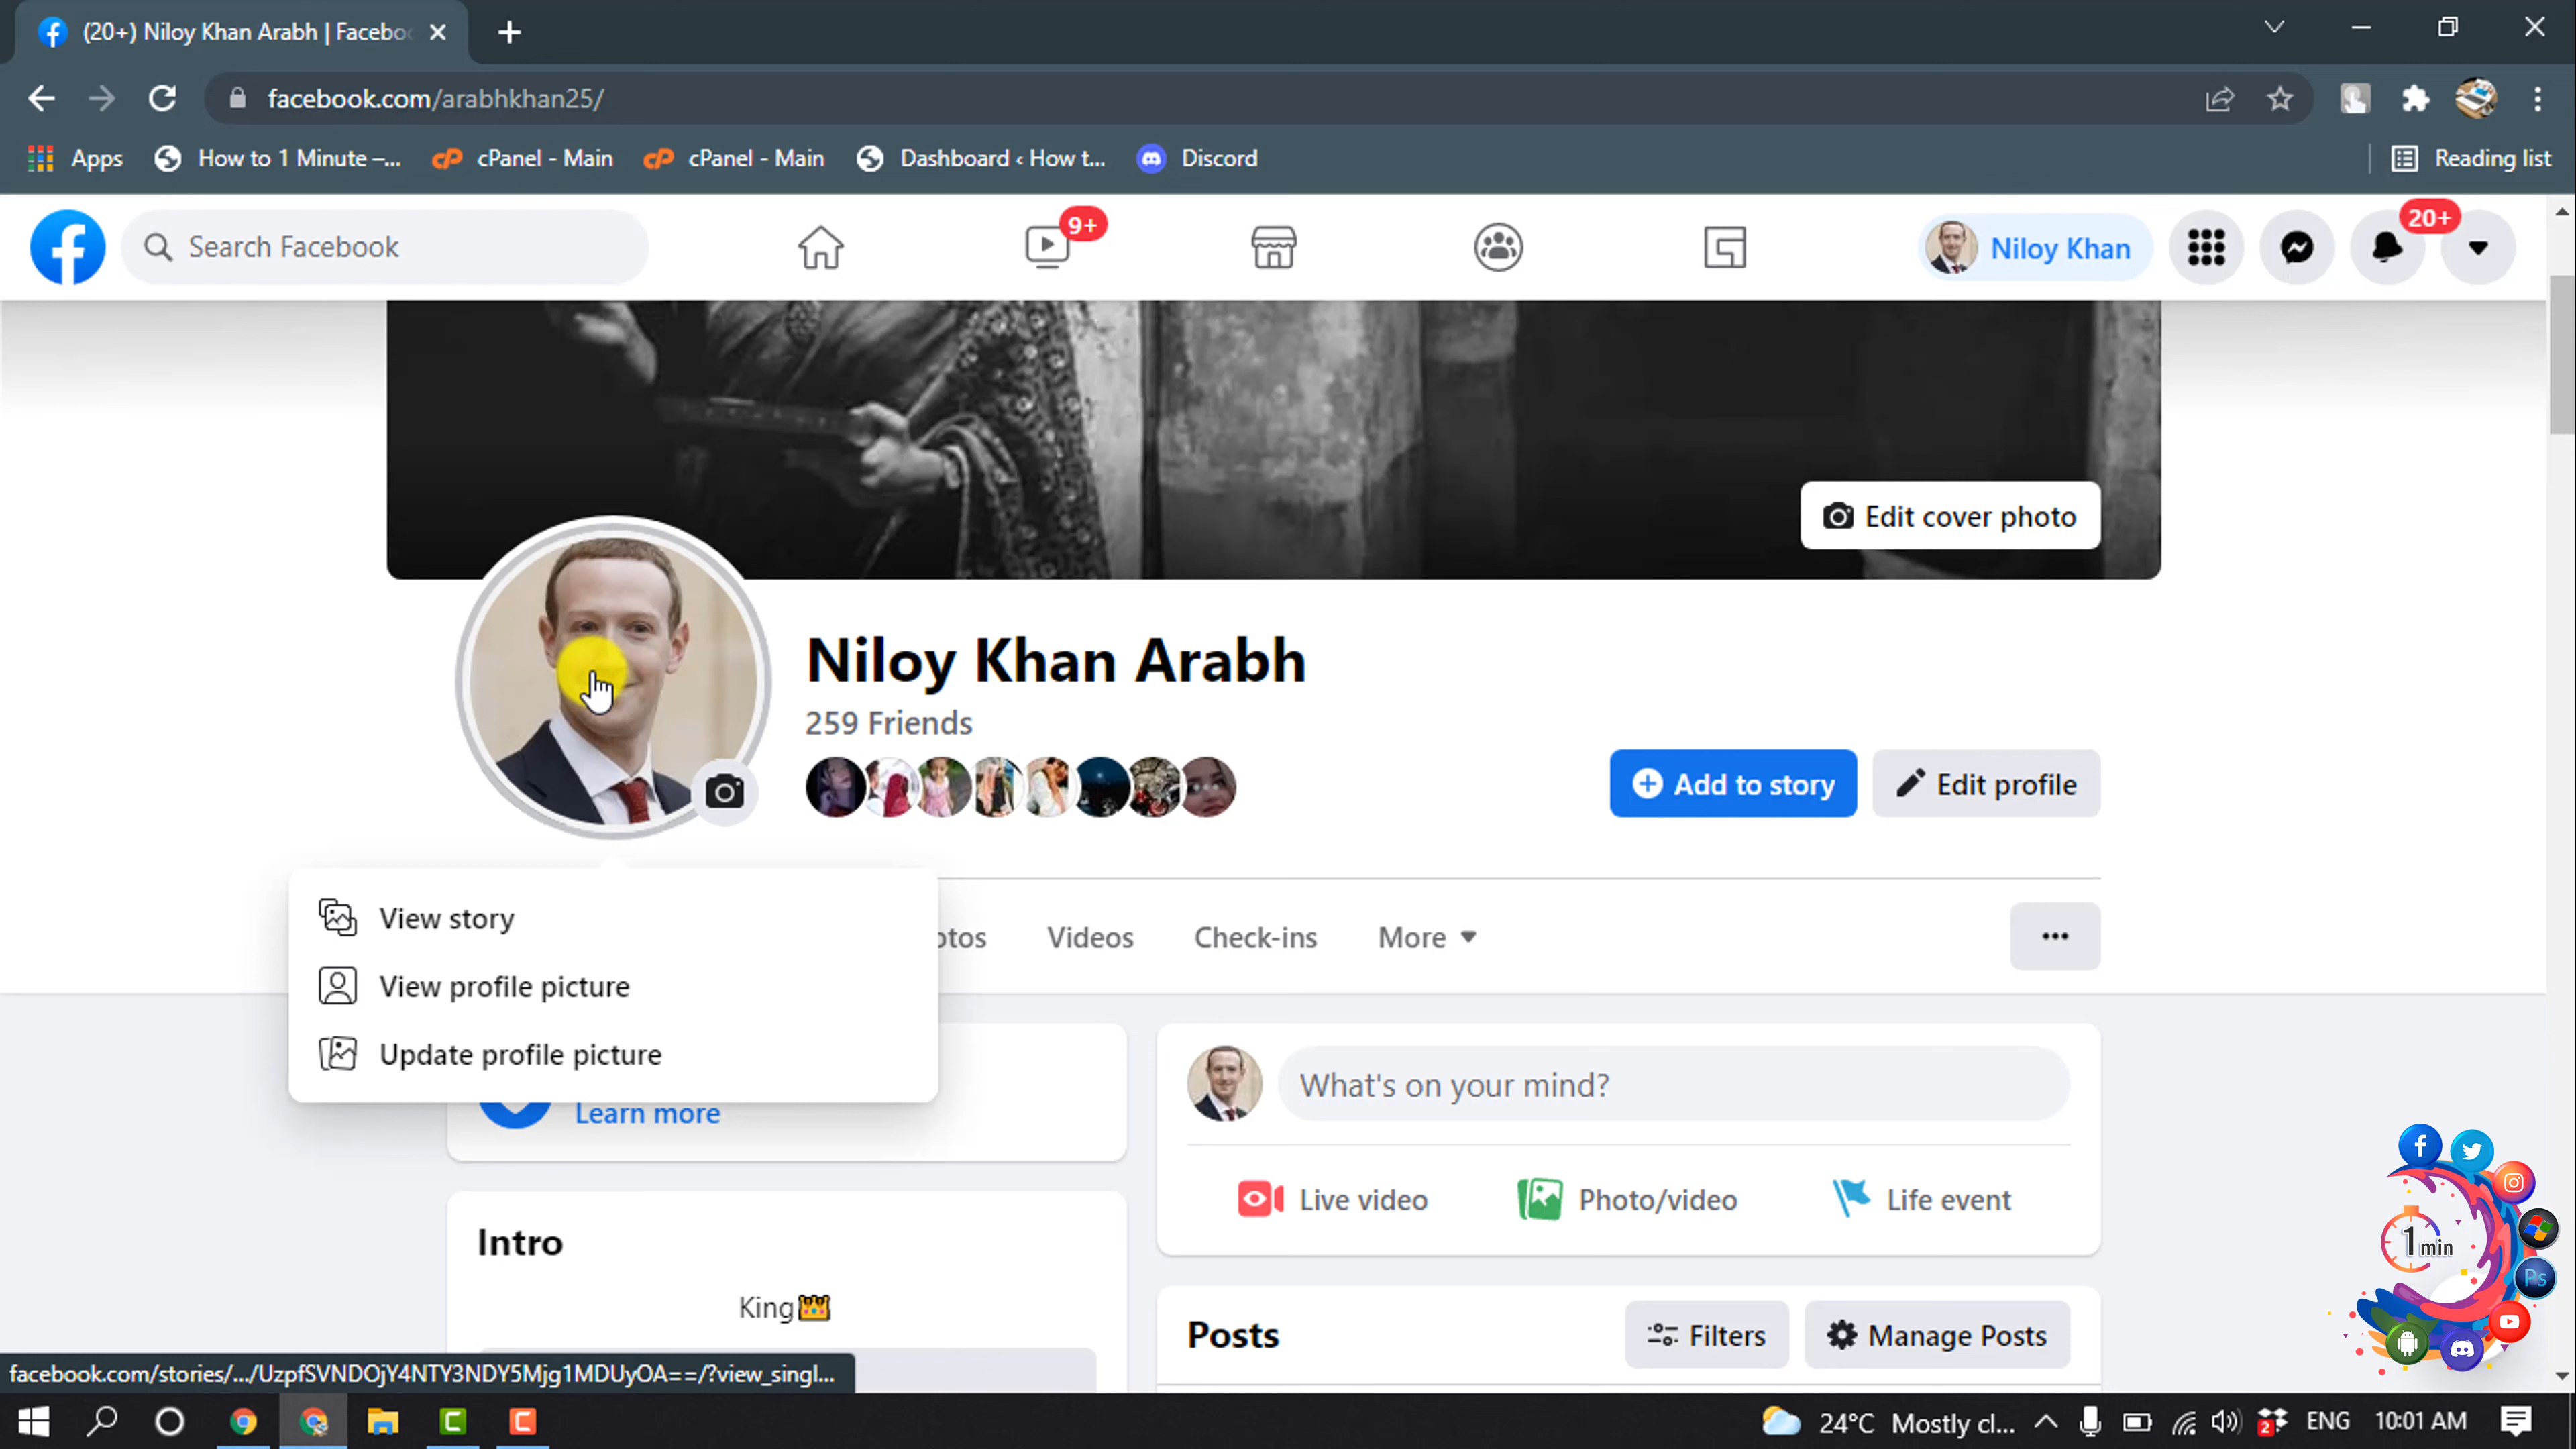 (20+) Niloy Khan Arabh | Faceboo
facebook.com/arabhkhan25/
Apps How to 1 Minute –... cPanel - Main cPanel - Main Dashboard ‹ How t... Discord Reading list
Search Facebook 9+ Niloy Khan 20+
Edit cover photo
Niloy Khan Arabh
259 Friends
Add to story Edit profile
View story
View profile picture
Update profile picture
otos Videos Check-ins More
Learn more
What's on your mind?
Live video Photo/video Life event
Intro
King👑
Posts Filters Manage Posts
1 min
Ps
facebook.com/stories/.../UzpfSVNDOjY4NTY3NDY5Mjg1MDUyOA==/?view_singl...
24°C Mostly cl... 2 ENG 10:01 AM